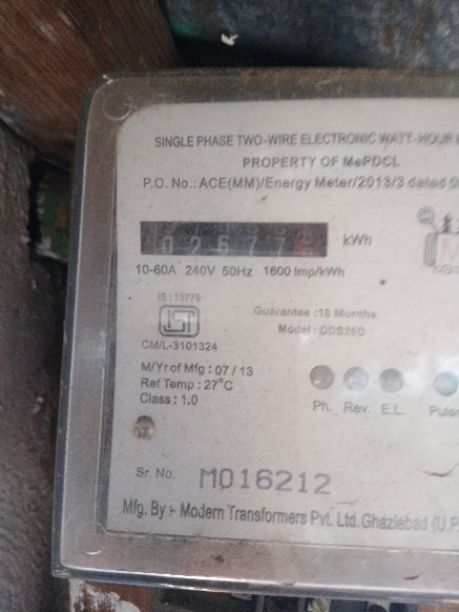 SINGLE PHASE TWO-WIRE ELECTRONIC WATT-HOUR
PROPERTY OF MePDCL
P.O. No.: ACE(MM)/Energy Meter/2013/3 dated
02677 kWh
10-60A 240V 50Hz 1600 Imp/kWh
IS:13779
Guarantee :18 Months
Model : DDS26D
CM/L-3101324
M/Yr of Mfg : 07 / 13
Ref Temp : 27°C
Class : 1.0
Ph. Rev. E.L. Pulse
Sr. No. M016212
Mfg. By :- Modern Transformers Pvt. Ltd. Ghaziabad (U.P